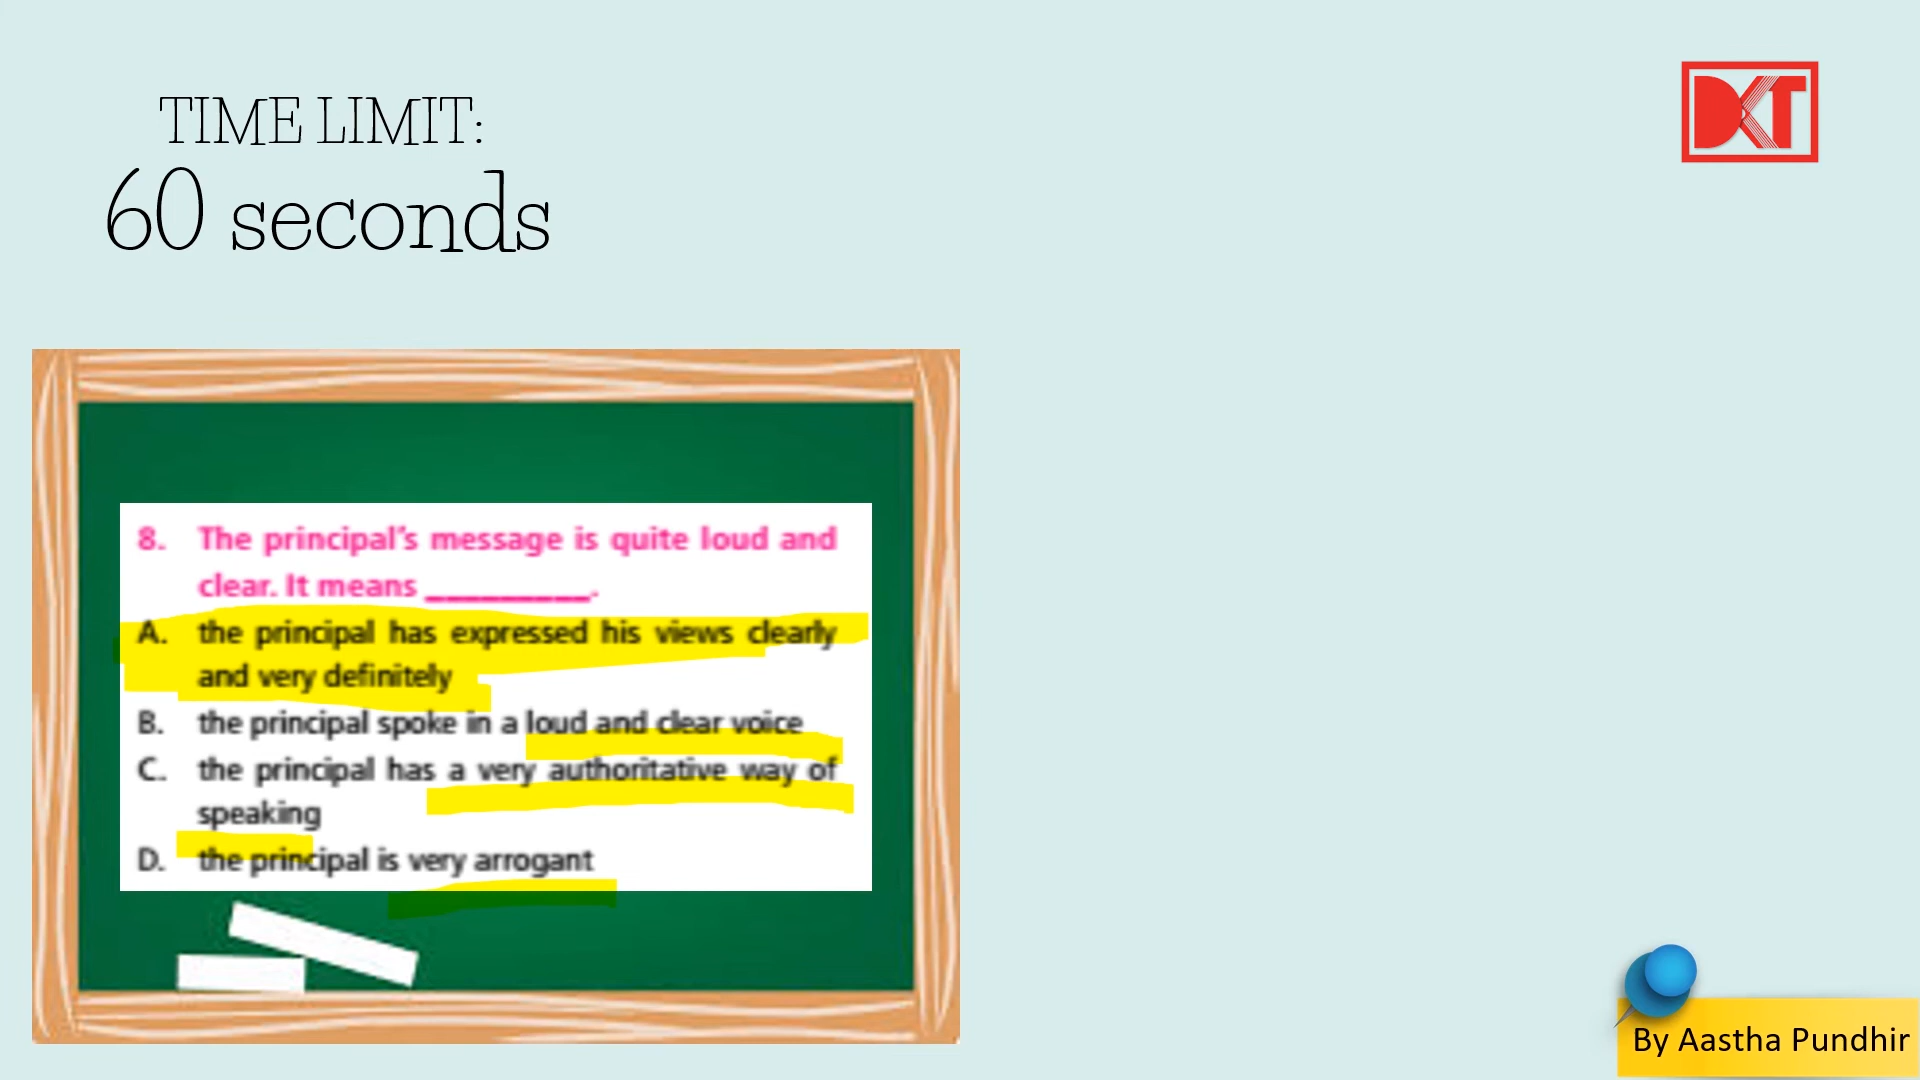 TIME LIMIT:
60 seconds
DKT
8. The principal's message is quite loud and
clear. It means _________.
A. the principal has expressed his views clearly
and very definitely
B. the principal spoke in a loud and clear voice
C. the principal has a very authoritative way of
speaking
D. the principal is very arrogant
By Aastha Pundhir